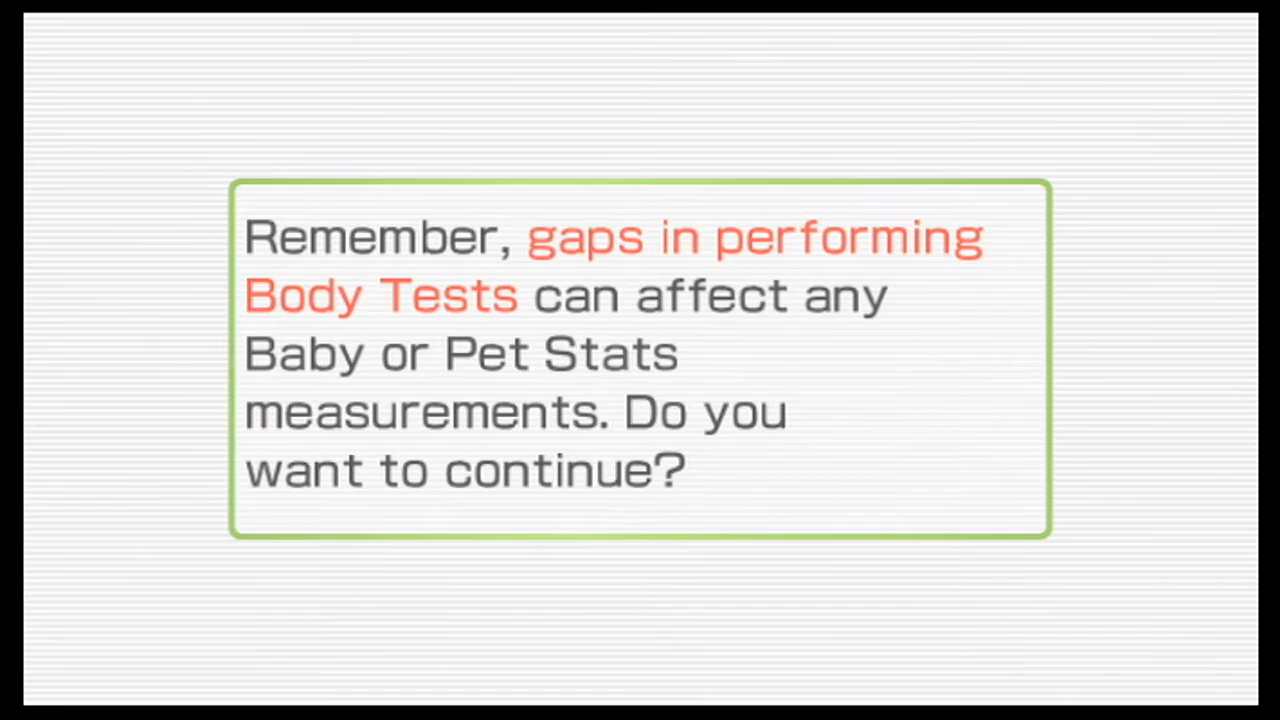 Remember, gaps in performing
Body Tests can affect any
Baby or Pet Stats
measurements. Do you
want to continue?